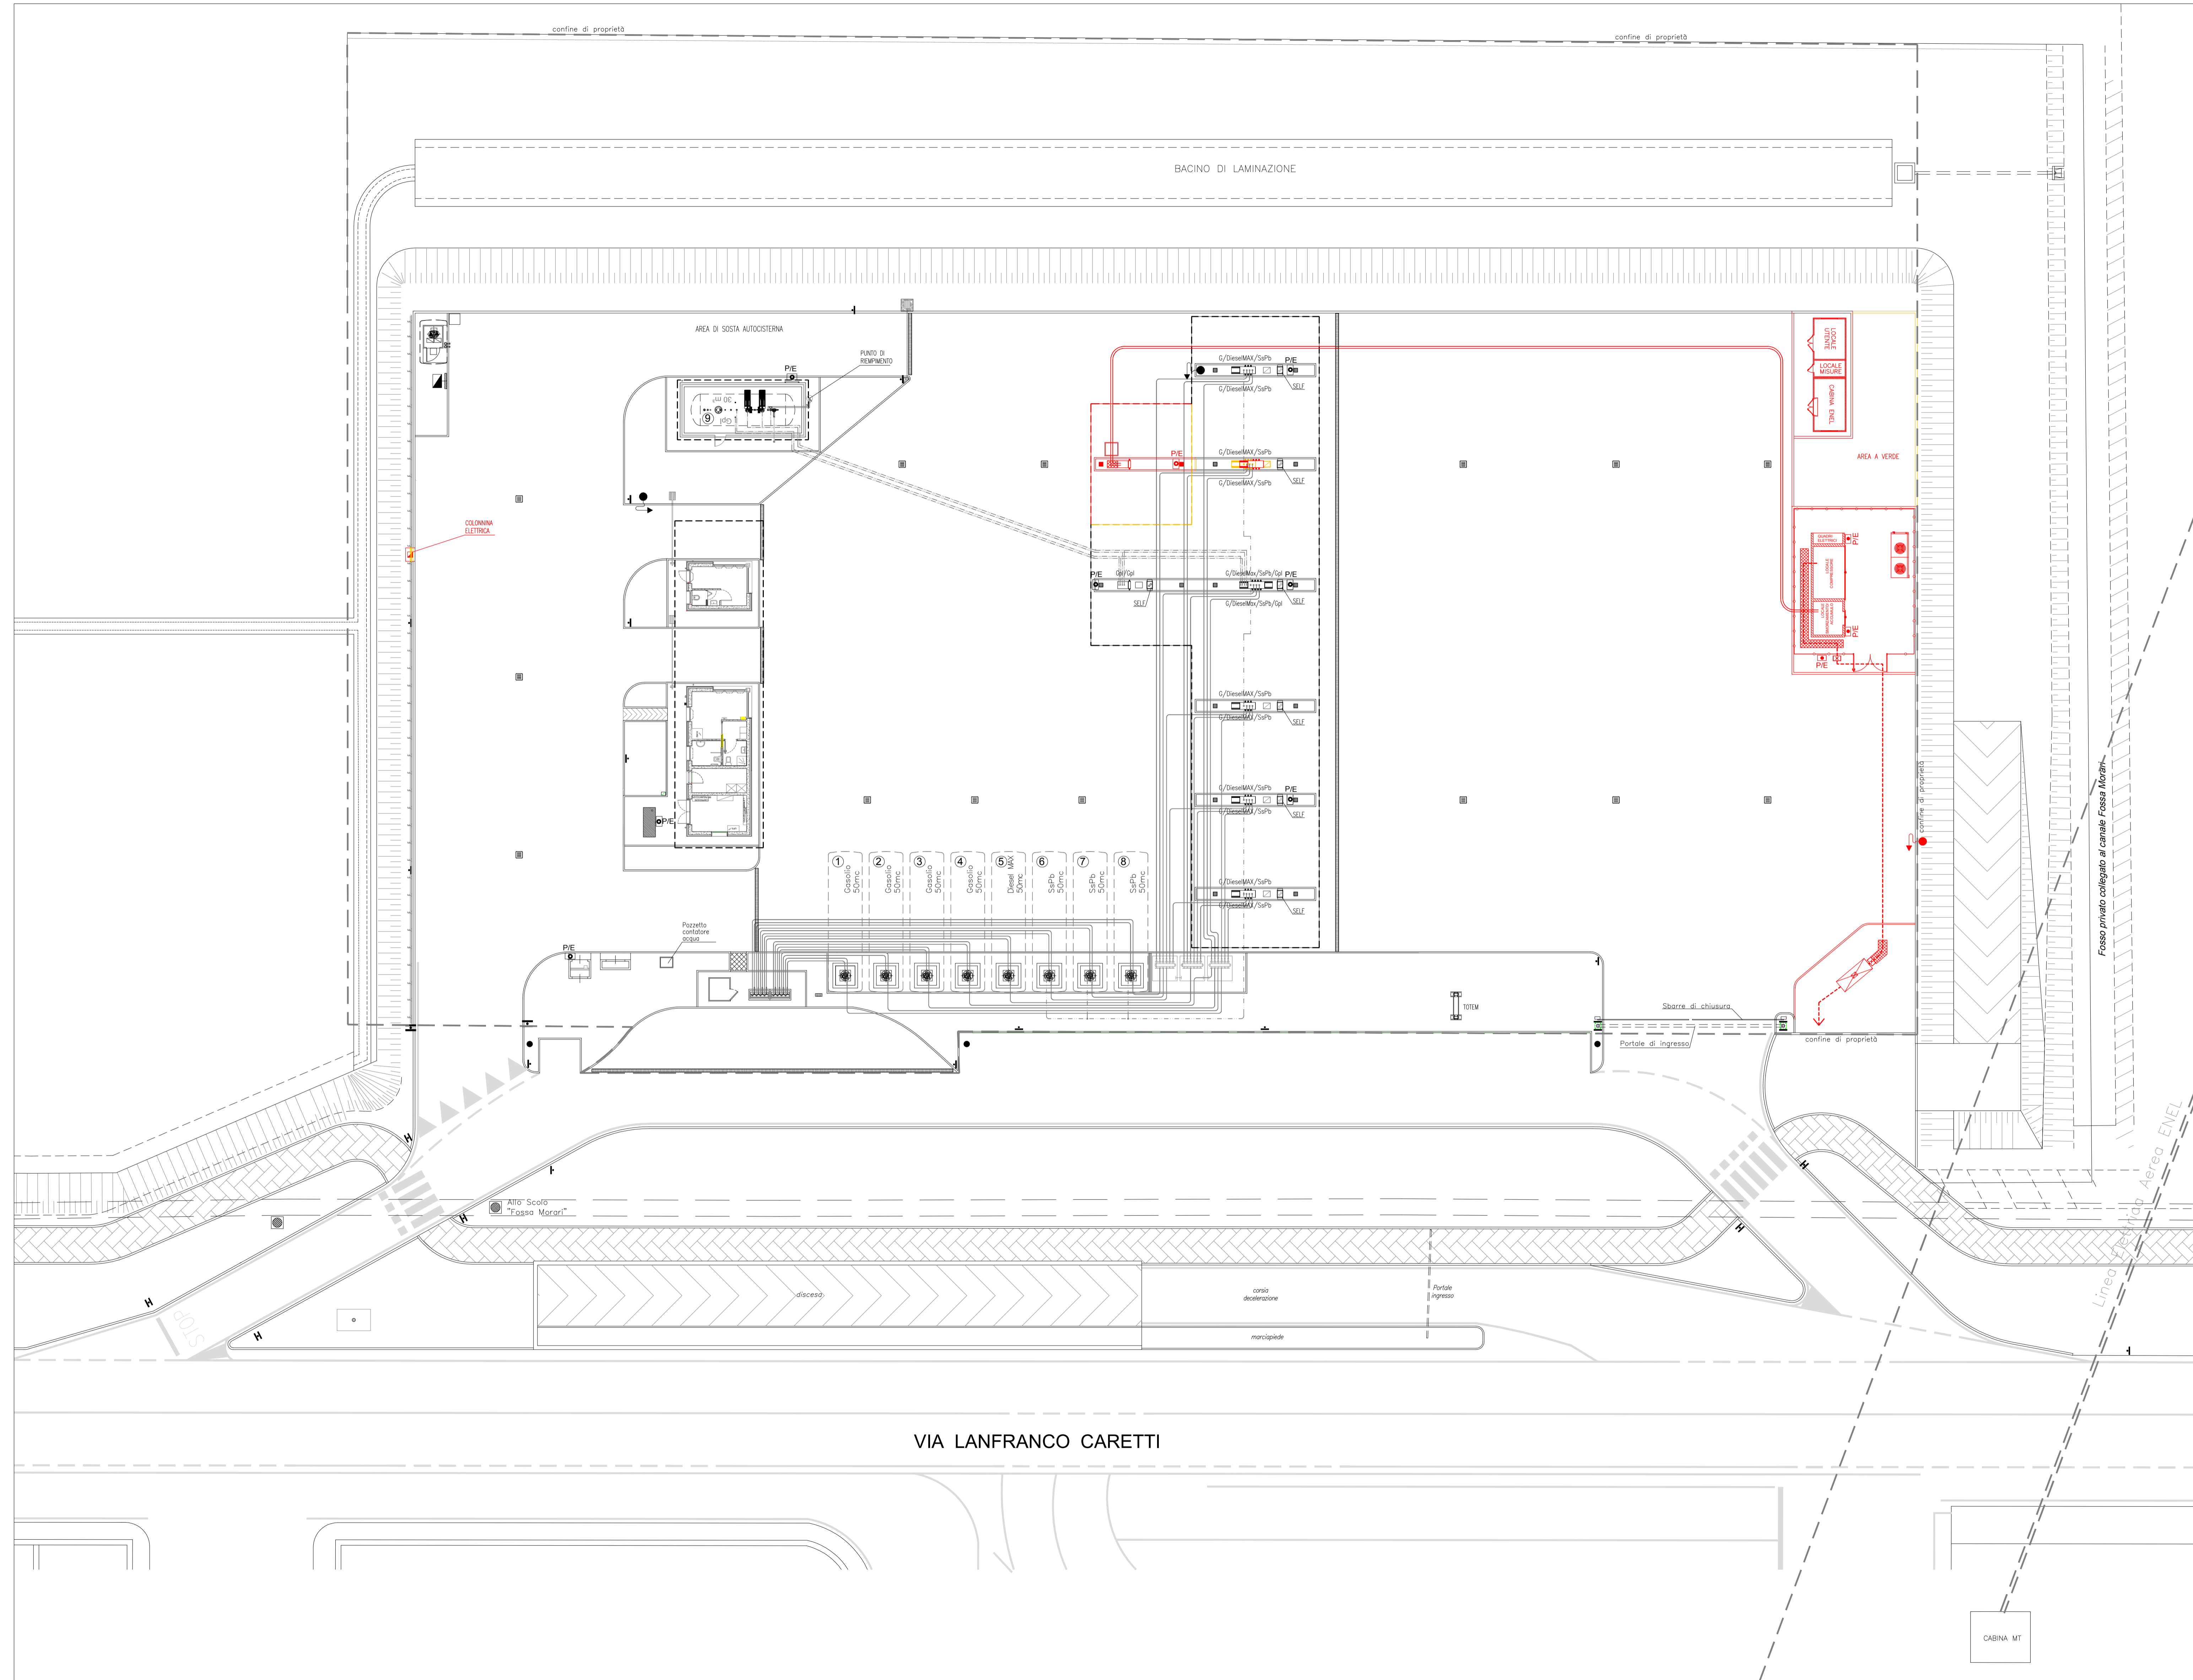 confine di proprietà
confine di proprietà
BACINO DI LAMINAZIONE
AREA DI SOSTA AUTOCISTERNA
PUNTO DI
RIEMPIMENTO
P/E
30 m
9
Gpl
G/DieselMAX/SsPb
P/E
G/DieselMAX/SsPb
SELF
LOCALE
UTENTE
LOCALE
MISURE
CABINA ENEL
AREA A VERDE
G/DieselMAX/SsPb
P/E
G/DieselMAX/SsPb
SELF
COLONNINA
ELETTRICA
QUADRI
ELETTRICI
P/E
P/E
P/E
P/E
Gpl/Gpl
SELF
G/DieselMax/SsPb/Gpl
P/E
G/DieselMax/SsPb/Gpl
SELF
G/DieselMAX/SsPb
G/DieselMAX/SsPb
SELF
G/DieselMAX/SsPb
P/E
G/DieselMAX/SsPb
SELF
P/E
confine di proprietà
Fosso privato collegato al canale Fossa Morari
1
Gasolio
50mc
2
Gasolio
50mc
3
Gasolio
50mc
4
Gasolio
50mc
5
Diesel MAX
50mc
6
SsPb
50mc
7
SsPb
50mc
8
SsPb
50mc
G/DieselMAX/SsPb
G/DieselMAX/SsPb
SELF
Pozzetto
contatore
acqua
P/E
TOTEM
Sbarre di chiusura
Portale di ingresso
confine di proprietà
Allo Scolo
"Fossa Morari"
Linea Elettrica Aerea ENEL
STOP
discesa
corsia
decelerazione
Portale
ingresso
marciapiede
VIA LANFRANCO CARETTI
CABINA MT